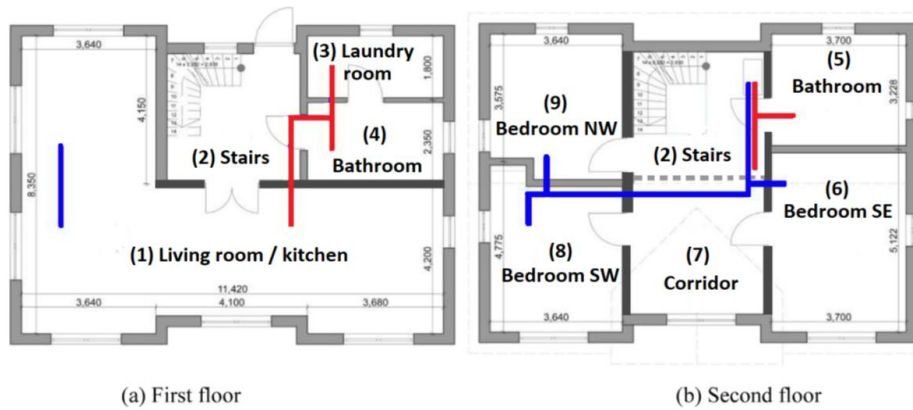 3,640
(3) Laundry
room
1,800
4,150
8,350
(2) Stairs
(4)
Bathroom
2,350
(1) Living room / kitchen
4,200
11,420
3,640
4,100
3,680
(a) First floor
3,640
3,700
(5)
Bathroom
3,575
3,228
(9)
Bedroom NW
(2) Stairs
(6)
Bedroom SE
(8)
Bedroom SW
(7)
Corridor
4,775
5,122
3,640
3,700
(b) Second floor